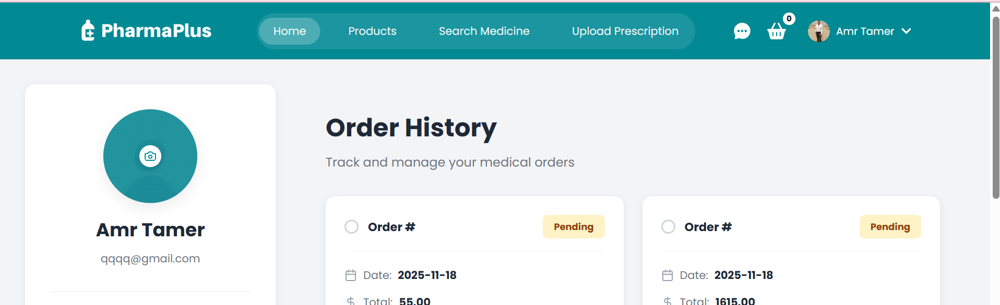 PharmaPlus
Home
Products
Search Medicine
Upload Prescription
0
Amr Tamer
Amr Tamer
qqqq@gmail.com
Order History
Track and manage your medical orders
Order #
Pending
Date: 2025-11-18
Total: 55.00
Order #
Pending
Date: 2025-11-18
Total: 1615.00